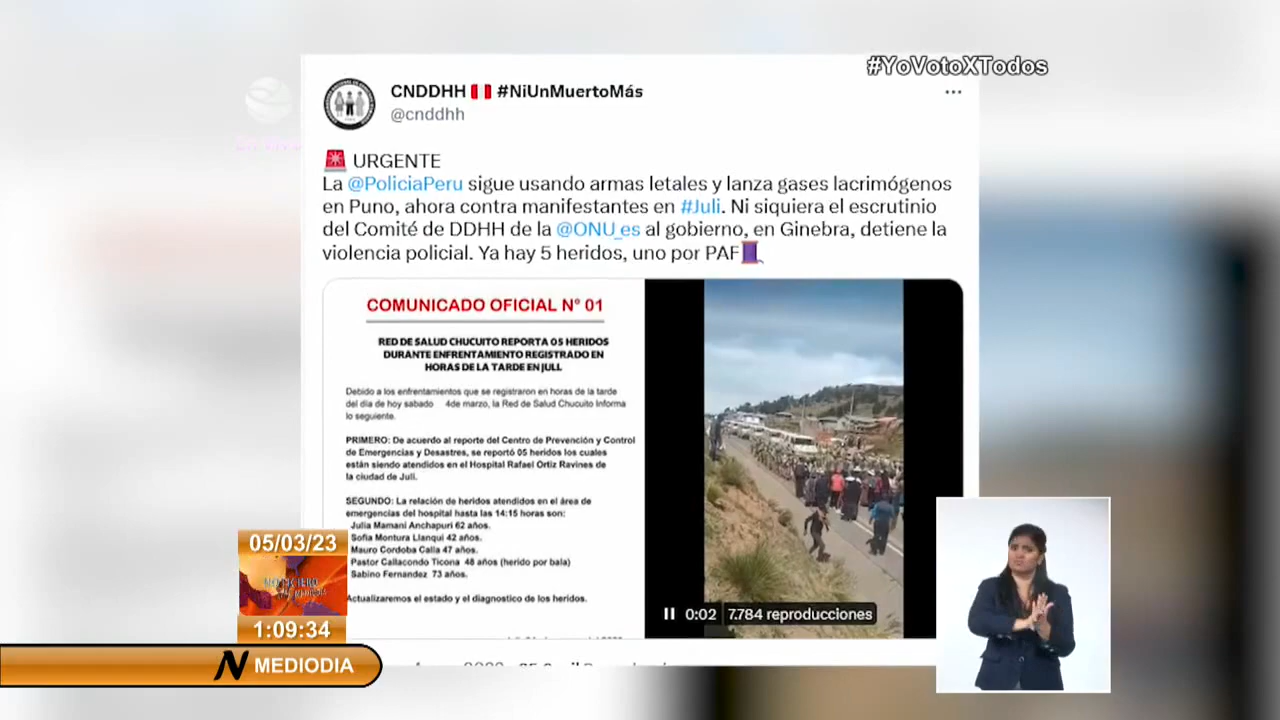 #YoVotoXTodos
CNDDHH #NiUnMuertoMás
@cnddhh
URGENTE
La @PoliciaPeru sigue usando armas letales y lanza gases lacrimógenos
en Puno, ahora contra manifestantes en #Juli. Ni siquiera el escrutinio
del Comité de DDHH de la @ONU_es al gobierno, en Ginebra, detiene la
violencia policial. Ya hay 5 heridos, uno por PAF
COMUNICADO OFICIAL N° 01
RED DE SALUD CHUCUITO REPORTA 05 HERIDOS
DURANTE ENFRENTAMIENTO REGISTRADO EN
HORAS DE LA TARDE EN JULI
Debido a los enfrentamientos que se registraron en horas de la tarde
del día de hoy sabado 4de marzo, la Red de Salud Chucuito Informa
lo seguiente.
PRIMERO: De acuerdo al reporte del Centro de Prevención y Control
de Emergencias y Desastres, se reportó 05 heridos los cuales
están siendo atendidos en el Hospital Rafael Ortiz Ravines de
la ciudad de Juli.
SEGUNDO: La relación de heridos atendidos en el área de
emergencias del hospital hasta las 14:15 horas son:
Julia Mamani Anchapuri 62 años.
Sofia Montura Llanqui 42 años.
Mauro Cordoba Calla 47 años.
Pastor Callacondo Ticona 48 años (herido por bala)
Sabino Fernandez 73 años.
Actualizaremos el estado y el diagnostico de los heridos.
0:02 7.784 reproducciones
05/03/23
NOTICIERO
del mediodía
1:09:34
N MEDIODIA